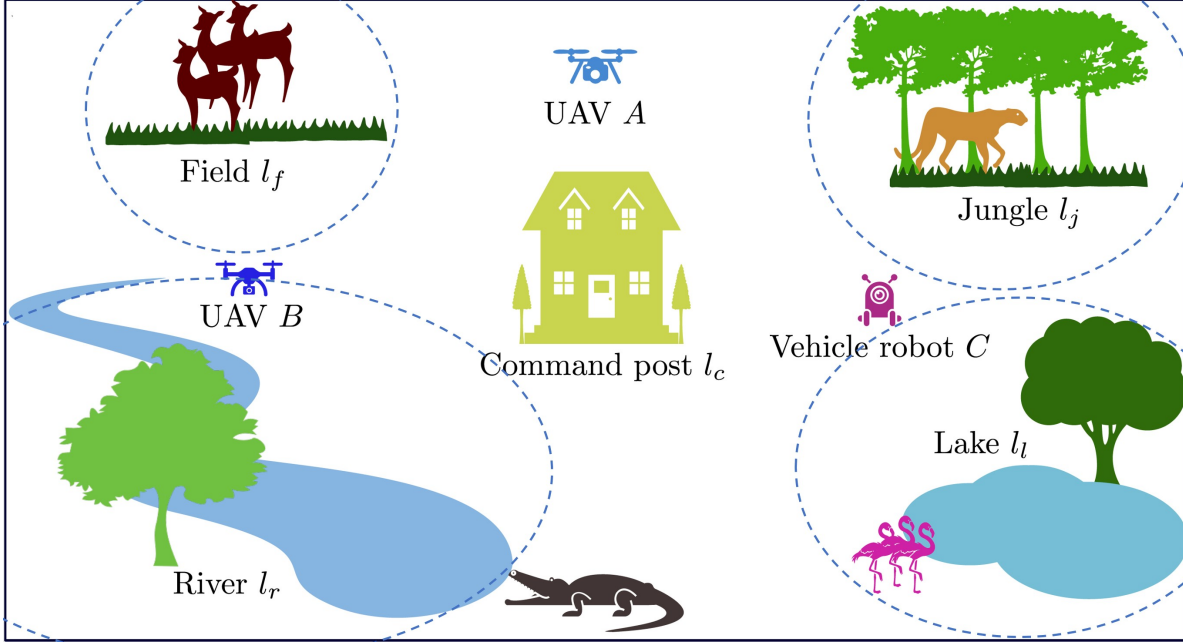 UAV A
Field l_f
Jungle l_j
UAV B
Command post l_c
Vehicle robot C
Lake l_l
River l_r